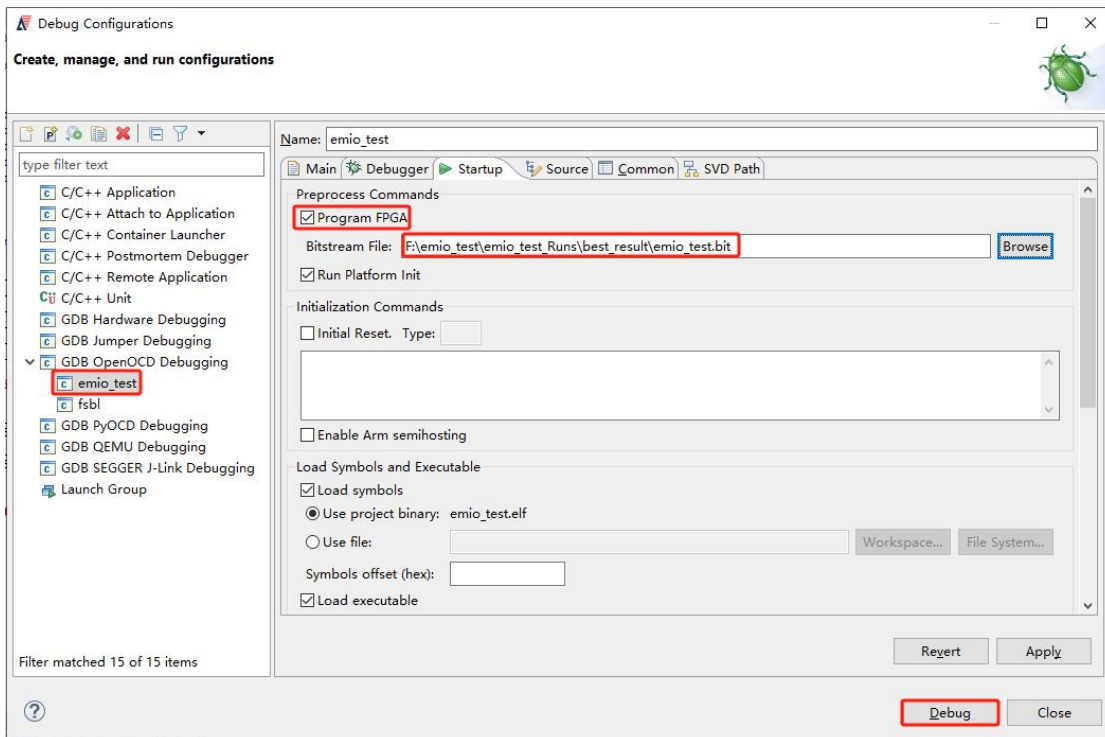 Debug Configurations
Create, manage, and run configurations
type filter text
C/C++ Application
C/C++ Attach to Application
C/C++ Container Launcher
C/C++ Postmortem Debugger
C/C++ Remote Application
C/C++ Unit
GDB Hardware Debugging
GDB Jumper Debugging
GDB OpenOCD Debugging
emio_test
fsbl
GDB PyOCD Debugging
GDB QEMU Debugging
GDB SEGGER J-Link Debugging
Launch Group
Filter matched 15 of 15 items
Name: emio_test
Main Debugger Startup Source Common SVD Path
Preprocess Commands
Program FPGA
Bitstream File: F:\emio_test\emio_test_Runs\best_result\emio_test.bit Browse
Run Platform Init
Initialization Commands
Initial Reset. Type:
Enable Arm semihosting
Load Symbols and Executable
Load symbols
Use project binary: emio_test.elf
Use file: Workspace... File System...
Symbols offset (hex):
Load executable
Revert Apply
Debug Close